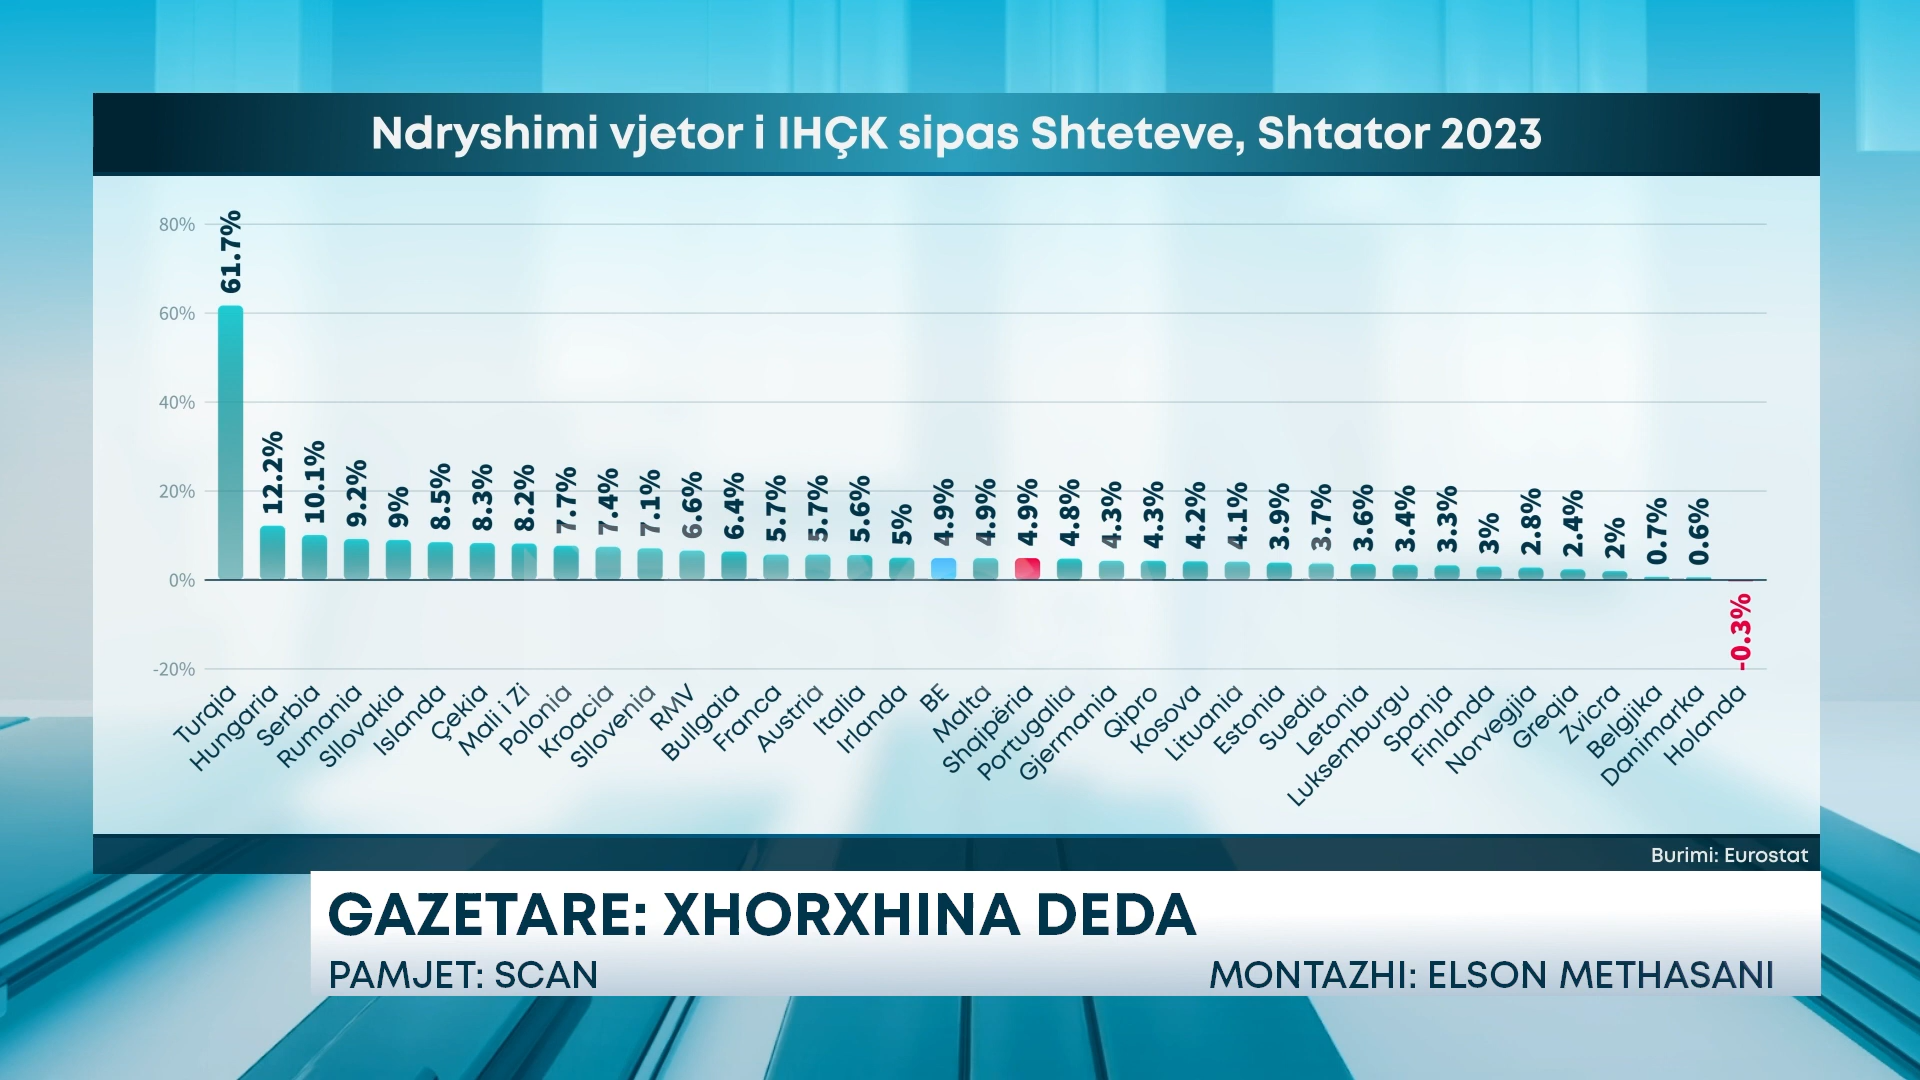 Ndryshimi vjetor i IHÇK sipas Shteteve, Shtator 2023
80%
60%
40%
20%
0%
-20%
61.7%
12.2%
10.1%
9.2%
9%
8.5%
8.3%
8.2%
7.7%
7.4%
7.1%
6.6%
6.4%
5.7%
5.7%
5.6%
5%
4.9%
4.9%
4.9%
4.8%
4.3%
4.3%
4.2%
4.1%
3.9%
3.7%
3.6%
3.4%
3.3%
3%
2.8%
2.4%
2%
0.7%
0.6%
-0.3%
Turqia
Hungaria
Serbia
Rumania
Sllovakia
Islanda
Çekia
Mali i Zi
Polonia
Kroacia
Sllovenia
RMV
Bullgaia
Franca
Austria
Italia
Irlanda
BE
Malta
Shqipëria
Portugalia
Gjermania
Qipro
Kosova
Lituania
Estonia
Suedia
Letonia
Luksemburgu
Spanja
Finlanda
Norvegjia
Greqia
Zvicra
Belgjika
Danimarka
Holanda
Burimi: Eurostat
GAZETARE: XHORXHINA DEDA
PAMJET: SCAN
MONTAZHI: ELSON METHASANI